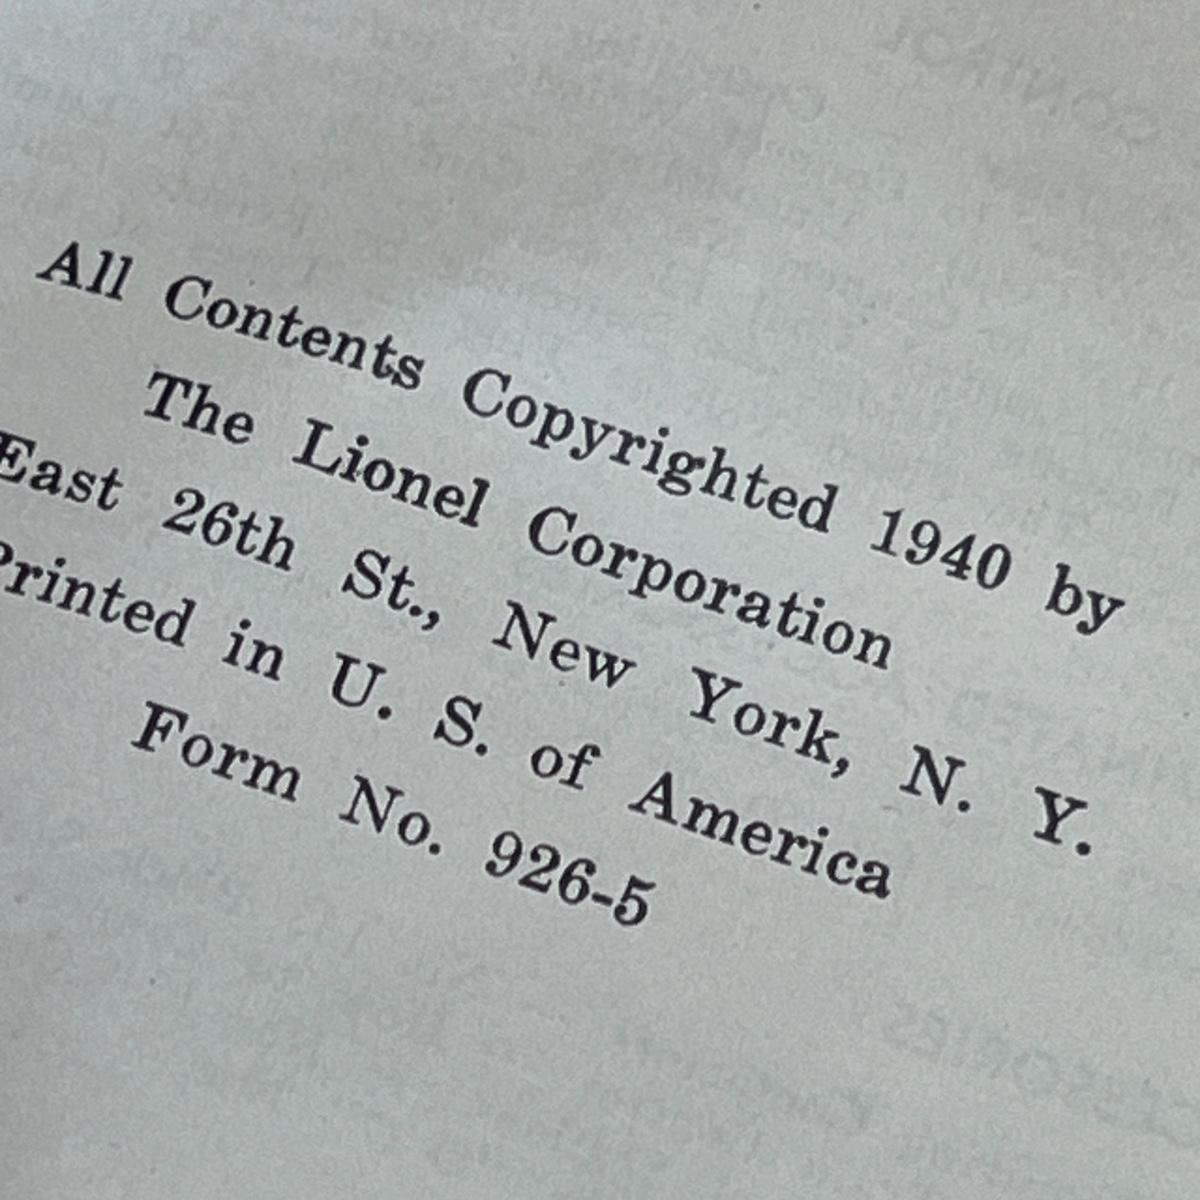 All Contents Copyrighted 1940 by
The Lionel Corporation
East 26th St., New York, N. Y.
Printed in U. S. of America
Form No. 926-5